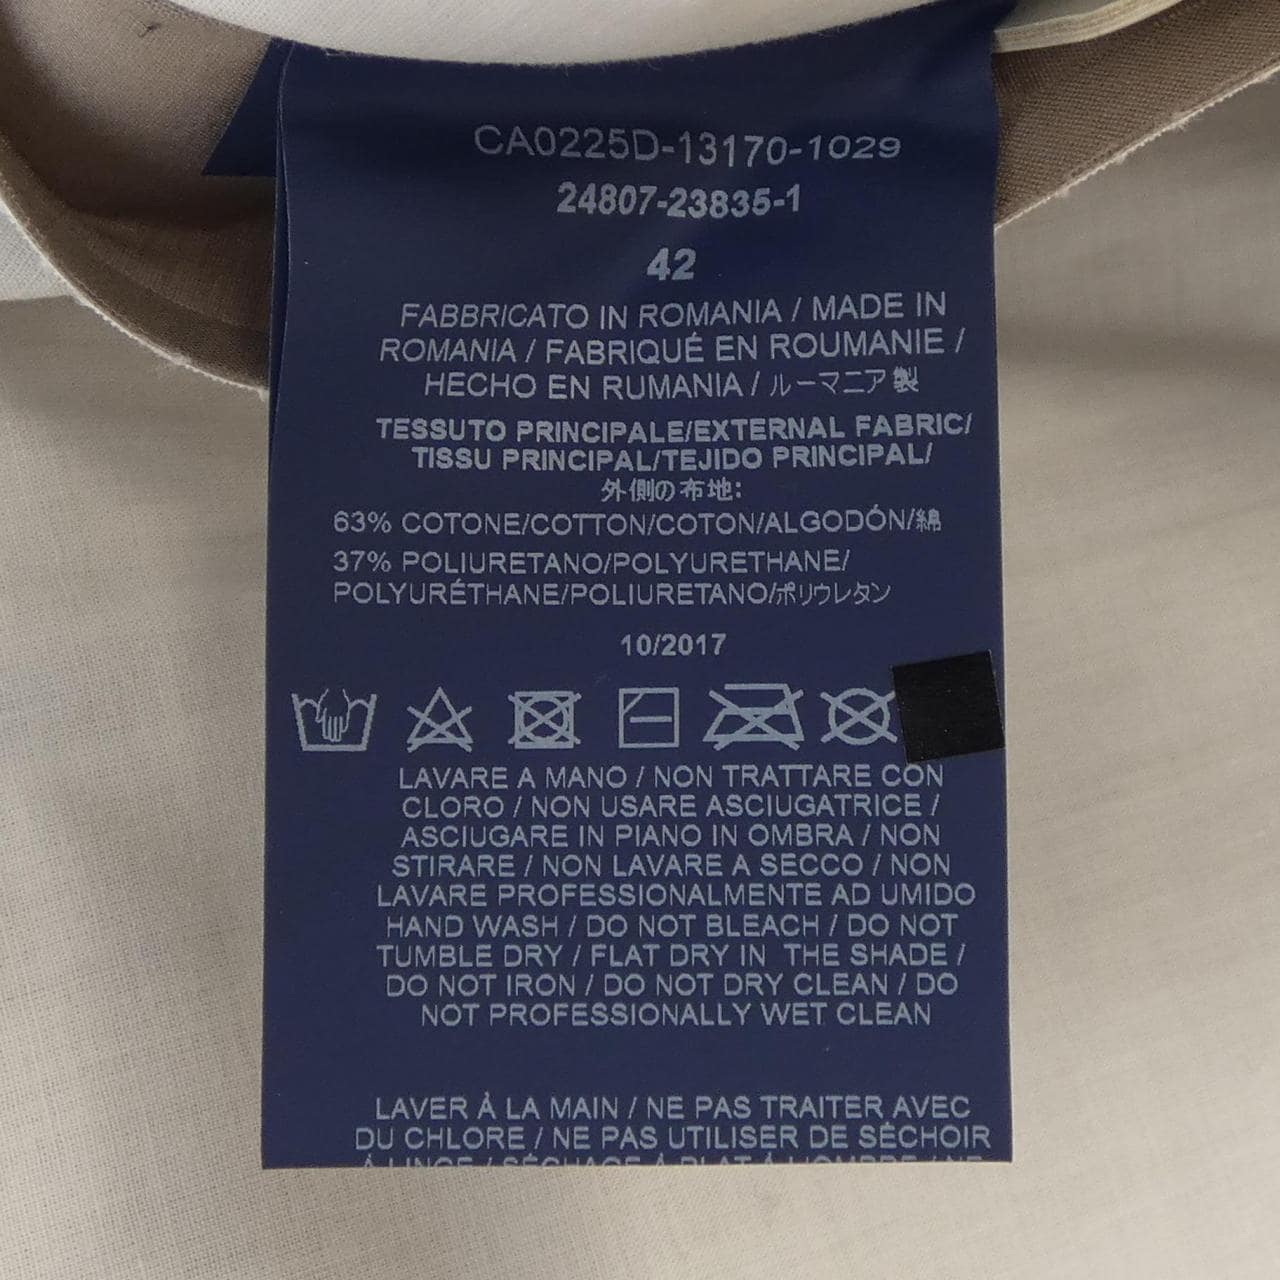 CA0225D-13170-1029
24807-23835-1
42
FABBRICATO IN ROMANIA / MADE IN
ROMANIA / FABRIQUÉ EN ROUMANIE /
HECHO EN RUMANIA / ルーマニア製
TESSUTO PRINCIPALE/EXTERNAL FABRIC/
TISSU PRINCIPAL/TEJIDO PRINCIPAL/
外側の布地:
63% COTONE/COTTON/COTON/ALGODÓN/綿
37% POLIURETANO/POLYURETHANE/
POLYURÉTHANE/POLIURETANO/ポリウレタン
10/2017
LAVARE A MANO / NON TRATTARE CON
CLORO / NON USARE ASCIUGATRICE /
ASCIUGARE IN PIANO IN OMBRA / NON
STIRARE / NON LAVARE A SECCO / NON
LAVARE PROFESSIONALMENTE AD UMIDO
HAND WASH / DO NOT BLEACH / DO NOT
TUMBLE DRY / FLAT DRY IN THE SHADE /
DO NOT IRON / DO NOT DRY CLEAN / DO
NOT PROFESSIONALLY WET CLEAN
LAVER À LA MAIN / NE PAS TRAITER AVEC
DU CHLORE / NE PAS UTILISER DE SÉCHOIR